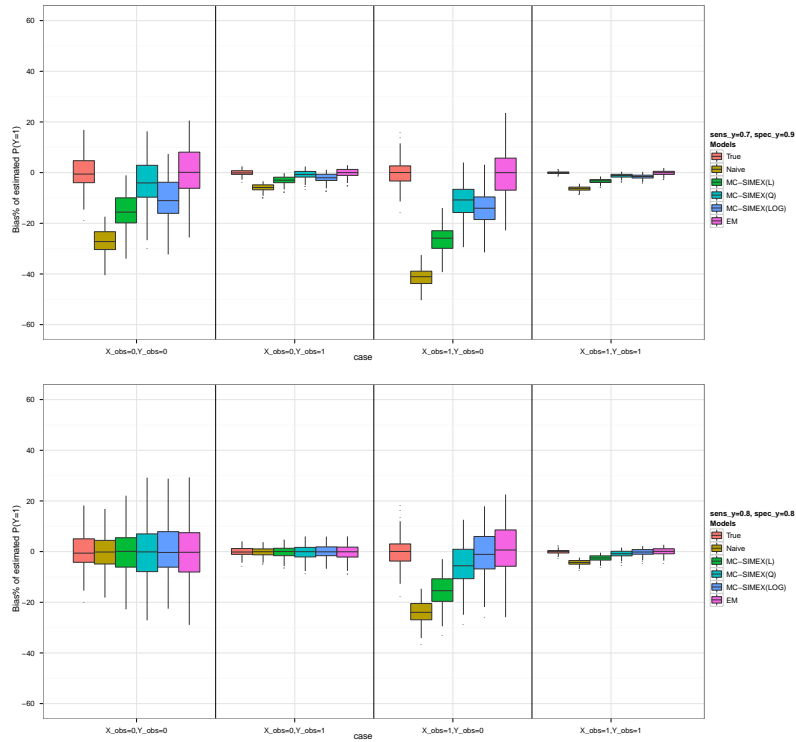 60
40
20
0
−20
−40
−60
Bias% of estimated P(Y=1)
X_obs=0,Y_obs=0
X_obs=0,Y_obs=1
X_obs=1,Y_obs=0
X_obs=1,Y_obs=1
case
sens_y=0.7, spec_y=0.9
Models
True
Naive
MC−SIMEX(L)
MC−SIMEX(Q)
MC−SIMEX(LOG)
EM
60
40
20
0
−20
−40
−60
Bias% of estimated P(Y=1)
X_obs=0,Y_obs=0
X_obs=0,Y_obs=1
X_obs=1,Y_obs=0
X_obs=1,Y_obs=1
case
sens_y=0.8, spec_y=0.8
Models
True
Naive
MC−SIMEX(L)
MC−SIMEX(Q)
MC−SIMEX(LOG)
EM